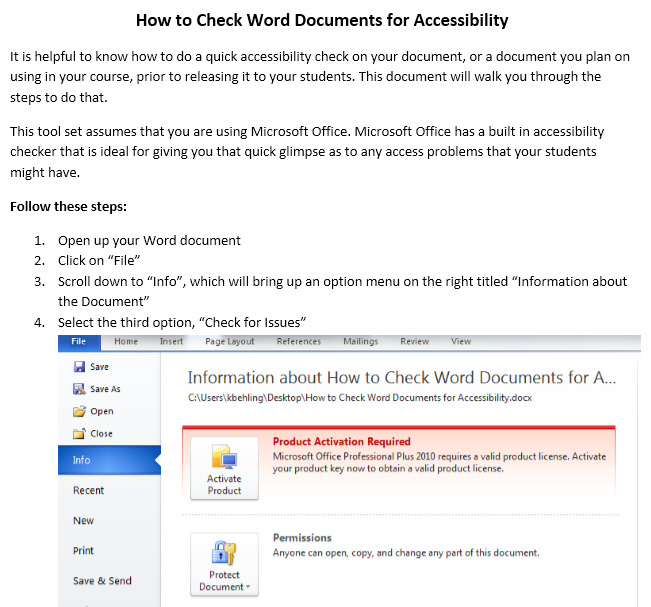 How to Check Word Documents for Accessibility
It is helpful to know how to do a quick accessibility check on your document, or a document you plan on
using in your course, prior to releasing it to your students. This document will walk you through the
steps to do that.
This tool set assumes that you are using Microsoft Office. Microsoft Office has a built in accessibility
checker that is ideal for giving you that quick glimpse as to any access problems that your students
might have.
Follow these steps:
1. Open up your Word document
2. Click on “File”
3. Scroll down to “Info”, which will bring up an option menu on the right titled “Information about
the Document”
4. Select the third option, “Check for Issues”
File Home Insert Page Layout References Mailings Review View
Save
Save As
Open
Close
Info
Recent
New
Print
Save & Send
Information about How to Check Word Documents for A...
C:\Users\kbehling\Desktop\How to Check Word Documents for Accessibility.docx
Activate
Product
Product Activation Required
Microsoft Office Professional Plus 2010 requires a valid product license. Activate
your product key now to obtain a valid product license.
Protect
Document
Permissions
Anyone can open, copy, and change any part of this document.